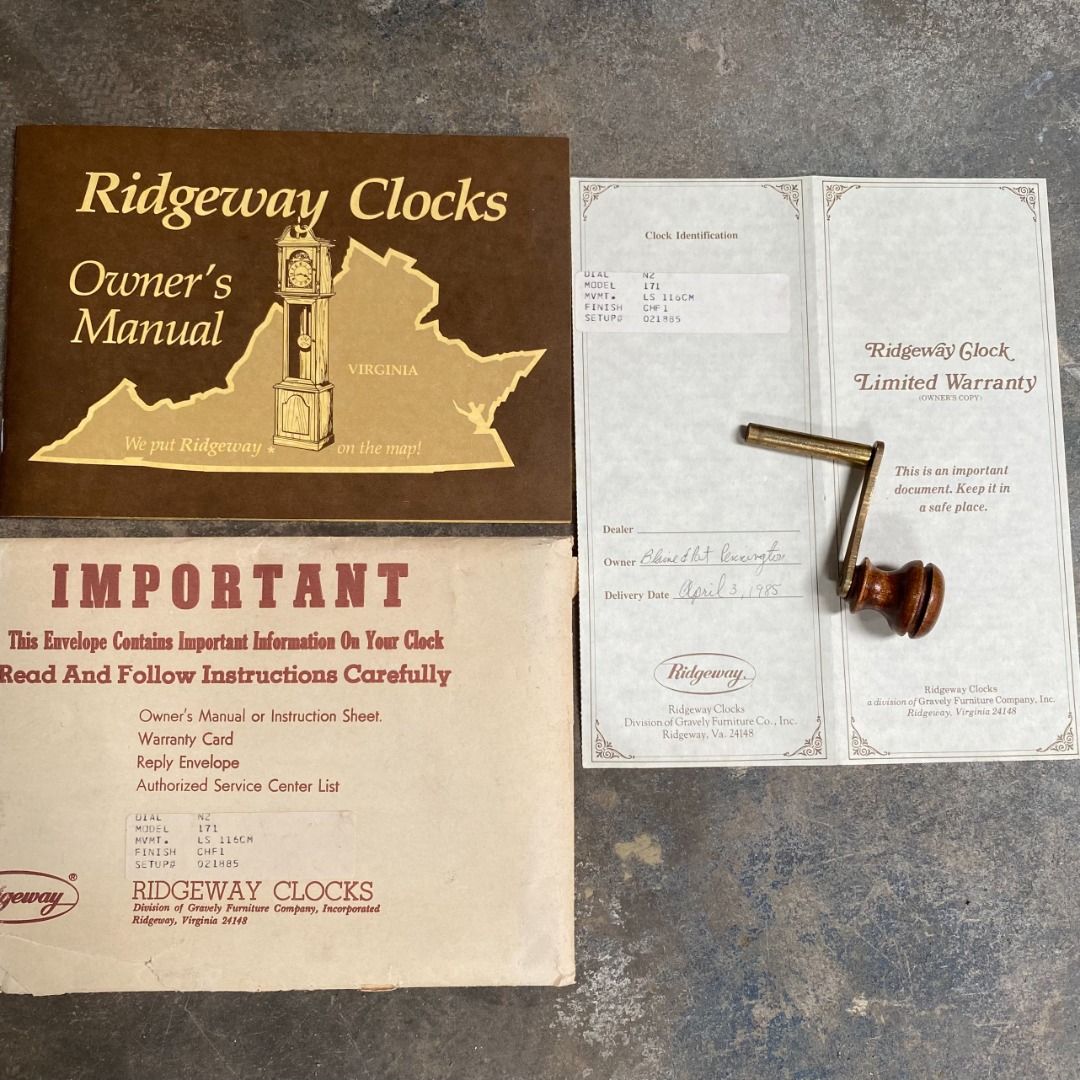 Ridgeway Clocks
Owner's
Manual
VIRGINIA
We put Ridgeway * on the map!
IMPORTANT
This Envelope Contains Important Information On Your Clock
Read And Follow Instructions Carefully
Owner's Manual or Instruction Sheet.
Warranty Card
Reply Envelope
Authorized Service Center List
DIAL N2
MODEL 171
MVMT. LS 116CM
FINISH CHF1
SETUP# 021885
geway ®
RIDGEWAY CLOCKS
Division of Gravely Furniture Company, Incorporated
Ridgeway, Virginia 24148
Clock Identification
DIAL N2
MODEL 171
MVMT. LS 116CM
FINISH CHF1
SETUP# 021885
Dealer
Owner Blaine & Pat Pennington
Delivery Date April 3, 1985
Ridgeway
Ridgeway Clocks
Division of Gravely Furniture Co., Inc.
Ridgeway, Va. 24148
Ridgeway Clock
Limited Warranty
(OWNER'S COPY)
This is an important
document. Keep it in
a safe place.
Ridgeway Clocks
a division of Gravely Furniture Company, Inc.
Ridgeway, Virginia 24148